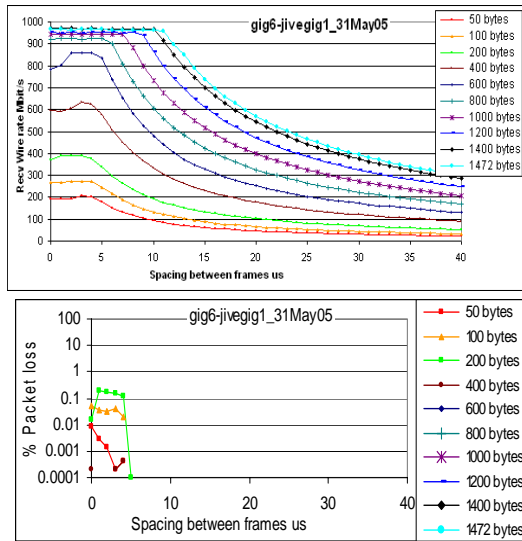 gig6-jivegig1_31May05
Recv Wire rate Mbit/s
1000
900
800
700
600
500
400
300
200
100
0
0 5 10 15 20 25 30 35 40
Spacing between frames us
50 bytes
100 bytes
200 bytes
400 bytes
600 bytes
800 bytes
1000 bytes
1200 bytes
1400 bytes
1472 bytes
gig6-jivegig1_31May05
% Packet loss
100
10
1
0.1
0.01
0.001
0.0001
0 10 20 30 40
Spacing between frames us
50 bytes
100 bytes
200 bytes
400 bytes
600 bytes
800 bytes
1000 bytes
1200 bytes
1400 bytes
1472 bytes